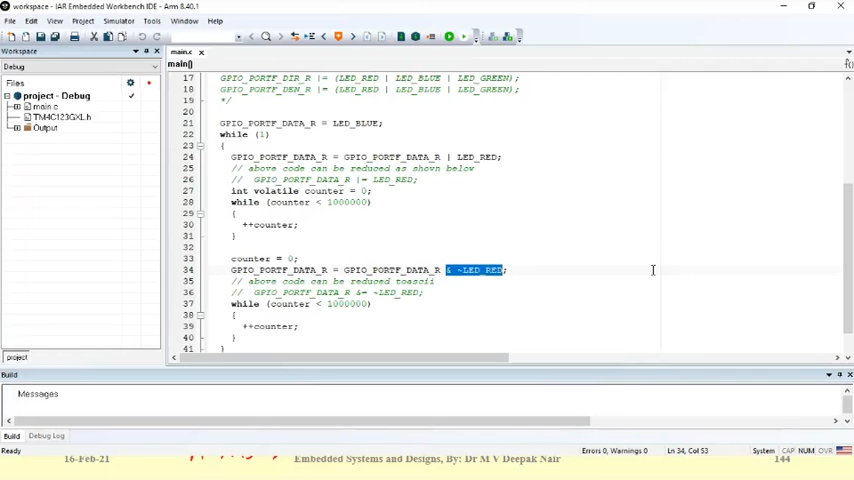 workspace - IAR Embedded Workbench IDE - Arm 8.40.1
File Edit View Project Simulator Tools Window Help
Workspace
main.c
main()
Debug
Files
project - Debug
main.c
TM4C123GXL.h
Output
17 GPIO_PORTF_DIR_R |= (LED_RED | LED_BLUE | LED_GREEN);
18 GPIO_PORTF_DEN_R |= (LED_RED | LED_BLUE | LED_GREEN);
19 */
20
21 GPIO_PORTF_DATA_R = LED_BLUE;
22 while (1)
23 {
24 GPIO_PORTF_DATA_R = GPIO_PORTF_DATA_R | LED_RED;
25 // above code can be reduced as shown below
26 // GPIO_PORTF_DATA_R |= LED_RED;
27 int volatile counter = 0;
28 while (counter < 1000000)
29 {
30 ++counter;
31 }
32
33 counter = 0;
34 GPIO_PORTF_DATA_R = GPIO_PORTF_DATA_R & ~LED_RED;
35 // above code can be reduced toascii
36 // GPIO_PORTF_DATA_R &= ~LED_RED;
37 while (counter < 1000000)
38 {
39 ++counter;
40 }
41 }
project
Build
Messages
Build Debug Log
Ready Errors 0, Warnings 0 Ln 34, Col 53 System CAP NUM OVR
16-Feb-21 Embedded Systems and Designs, By: Dr M V Deepak Nair 144